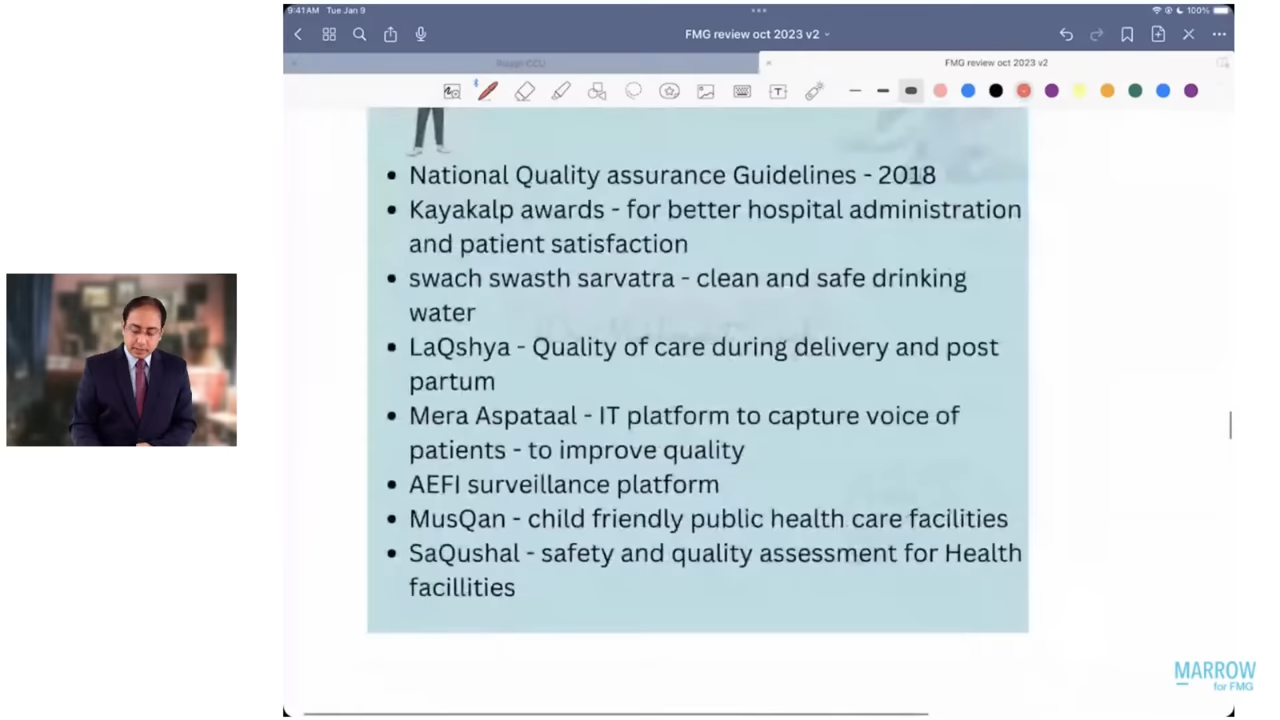 9:41 AM Tue Jan 9
100%
FMG review oct 2023 v2
FMG review oct 2023 v2
T
• National Quality assurance Guidelines - 2018
• Kayakalp awards - for better hospital administration
and patient satisfaction
• swach swasth sarvatra - clean and safe drinking
water
• LaQshya - Quality of care during delivery and post
partum
• Mera Aspataal - IT platform to capture voice of
patients - to improve quality
• AEFI surveillance platform
• MusQan - child friendly public health care facilities
• SaQushal - safety and quality assessment for Health
facillities
MARROW
for FMG